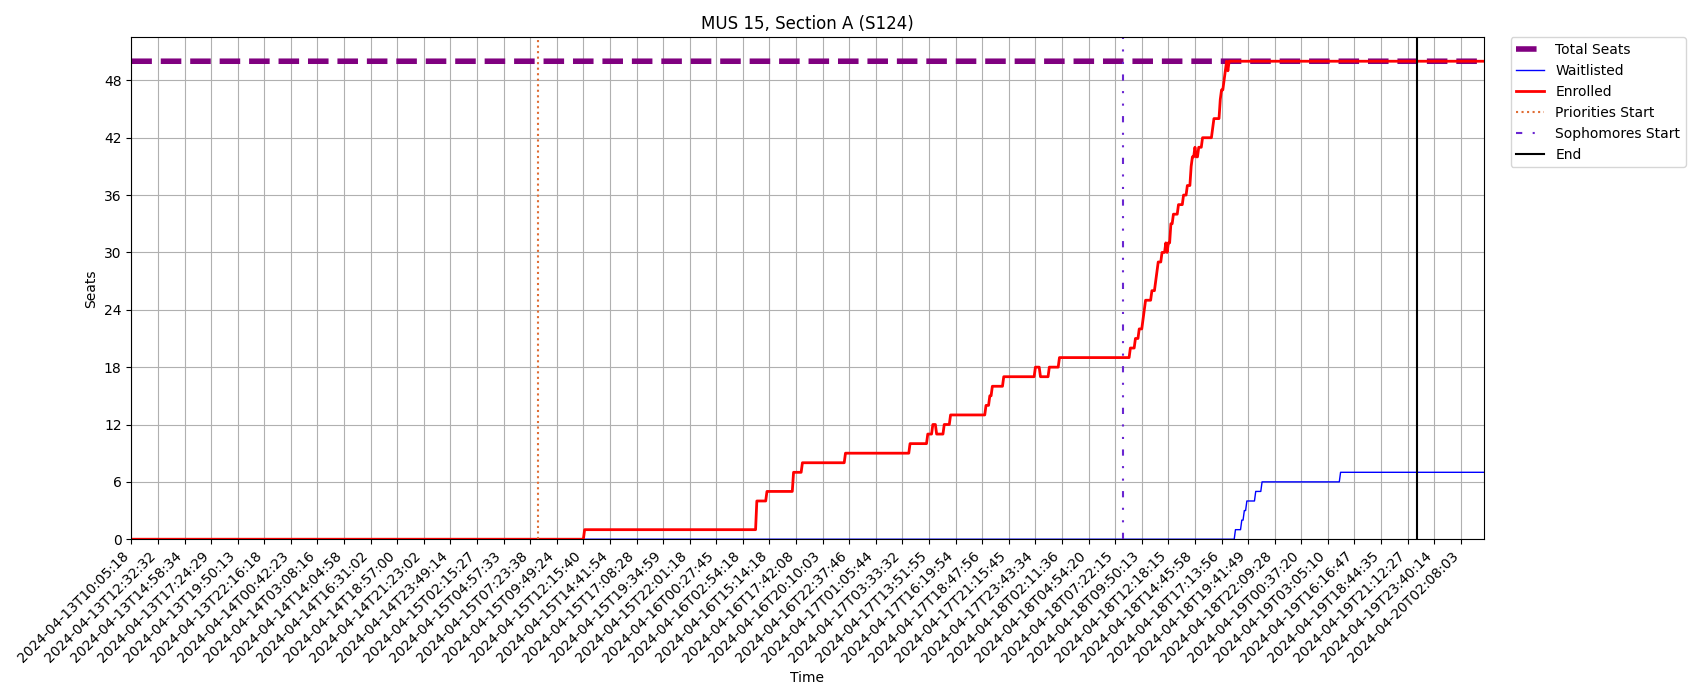 MUS 15, Section A (S124)
Total Seats
Waitlisted
Enrolled
Priorities Start
Sophomores Start
End
Seats
48
42
36
30
24
18
12
6
0
2024-04-13T10:05:18
2024-04-13T12:32:32
2024-04-13T14:58:34
2024-04-13T17:24:29
2024-04-13T19:50:13
2024-04-13T22:16:18
2024-04-14T00:42:23
2024-04-14T03:08:16
2024-04-14T14:04:58
2024-04-14T16:31:02
2024-04-14T18:57:00
2024-04-14T21:23:02
2024-04-14T23:49:14
2024-04-15T02:15:27
2024-04-15T04:57:33
2024-04-15T07:23:38
2024-04-15T09:49:24
2024-04-15T12:15:40
2024-04-15T14:41:54
2024-04-15T17:08:28
2024-04-15T19:34:59
2024-04-15T22:01:18
2024-04-16T00:27:45
2024-04-16T02:54:18
2024-04-16T15:14:18
2024-04-16T17:42:08
2024-04-16T20:10:03
2024-04-16T22:37:46
2024-04-17T01:05:44
2024-04-17T03:33:32
2024-04-17T13:51:55
2024-04-17T16:19:54
2024-04-17T18:47:56
2024-04-17T21:15:45
2024-04-17T23:43:34
2024-04-18T02:11:36
2024-04-18T04:54:20
2024-04-18T07:22:15
2024-04-18T09:50:13
2024-04-18T12:18:15
2024-04-18T14:45:58
2024-04-18T17:13:56
2024-04-18T19:41:49
2024-04-18T22:09:28
2024-04-19T00:37:20
2024-04-19T03:05:10
2024-04-19T16:16:47
2024-04-19T18:44:35
2024-04-19T21:12:27
2024-04-19T23:40:14
2024-04-20T02:08:03
Time